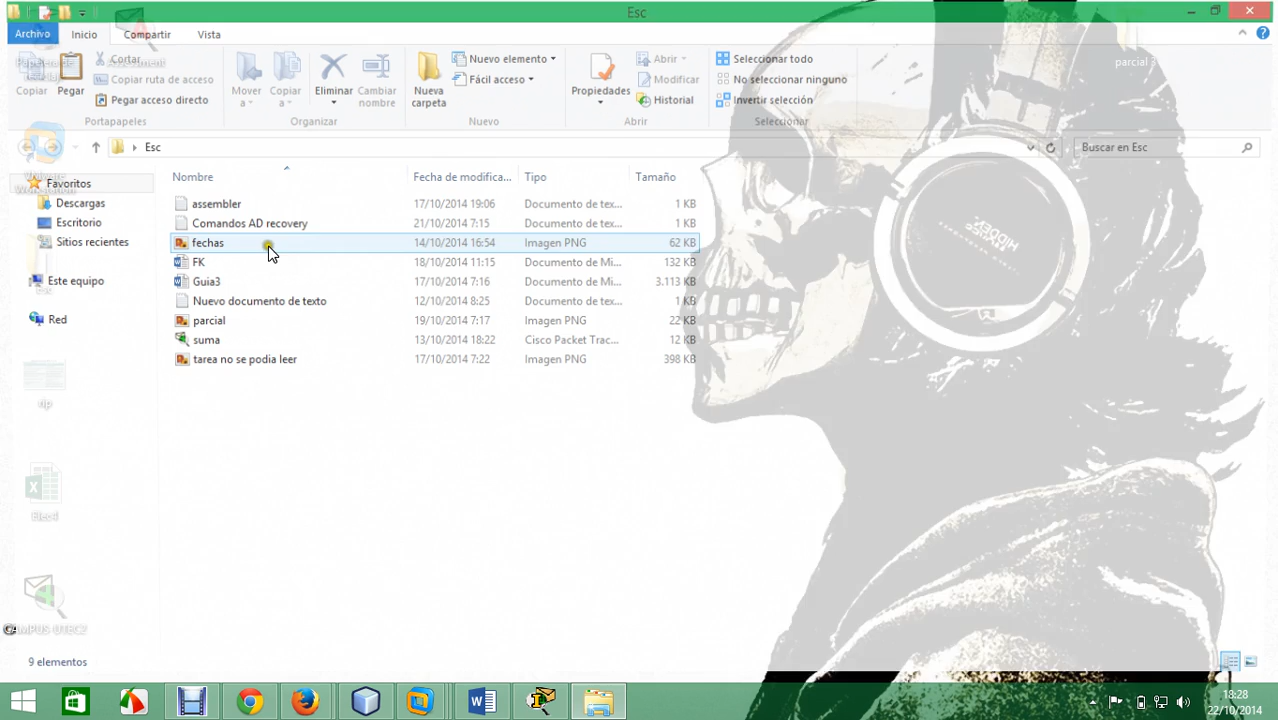 Esc
Archivo Inicio Compartir Vista
Copiar Pegar
Cortar
Copiar ruta de acceso
Pegar acceso directo
Portapapeles
Mover a
Copiar a
Eliminar
Cambiar nombre
Organizar
Nueva carpeta
Nuevo elemento
Fácil acceso
Nuevo
Propiedades
Abrir
Modificar
Historial
Abrir
Seleccionar todo
No seleccionar ninguno
Invertir selección
Seleccionar
parcial 3
Esc
Buscar en Esc
Favoritos
Descargas
Escritorio
Sitios recientes
Este equipo
Red
rip
Elec4
CAMPUS-UTEC2
Nombre Fecha de modifica... Tipo Tamaño
assembler 17/10/2014 19:06 Documento de tex... 1 KB
Comandos AD recovery 21/10/2014 7:15 Documento de tex... 1 KB
fechas 14/10/2014 16:54 Imagen PNG 62 KB
FK 18/10/2014 11:15 Documento de Mi... 132 KB
Guia3 17/10/2014 7:16 Documento de Mi... 3.113 KB
Nuevo documento de texto 12/10/2014 8:25 Documento de tex... 1 KB
parcial 19/10/2014 7:17 Imagen PNG 22 KB
suma 13/10/2014 18:22 Cisco Packet Trac... 12 KB
tarea no se podia leer 17/10/2014 7:22 Imagen PNG 398 KB
9 elementos
18:28
22/10/2014